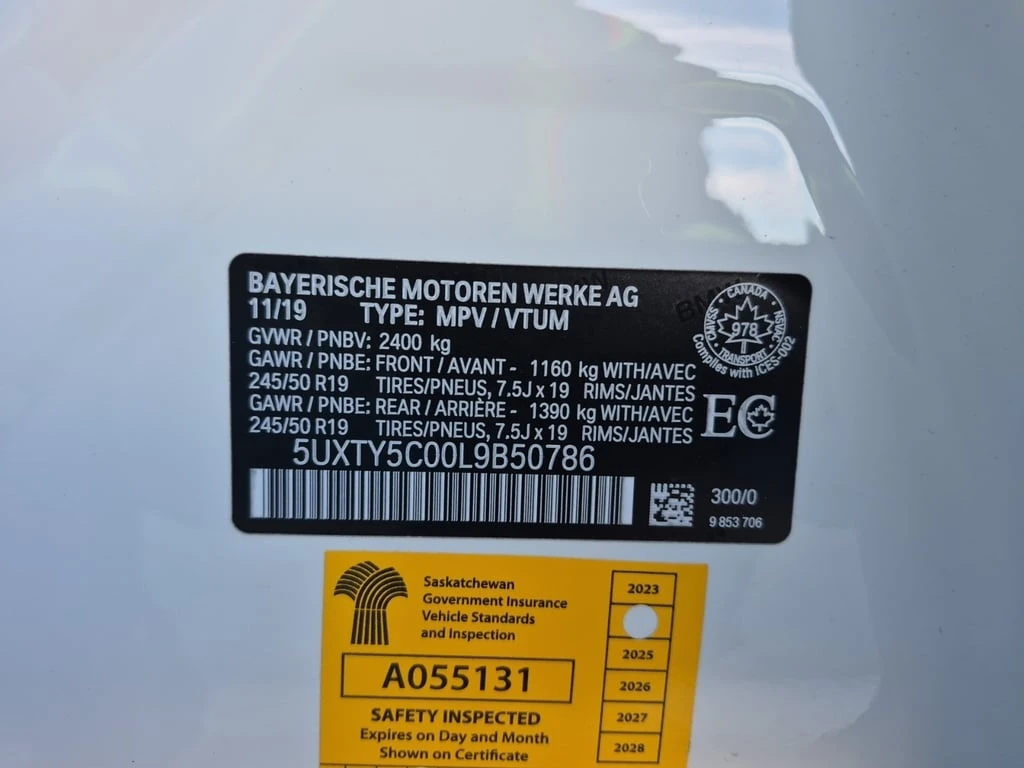 BAYERISCHE MOTOREN WERKE AG
11/19 TYPE: MPV / VTUM
GVWR / PNBV: 2400 kg
GAWR / PNBE: FRONT / AVANT - 1160 kg WITH/AVEC
245/50 R19 TIRES/PNEUS, 7.5J x 19 RIMS/JANTES
GAWR / PNBE: REAR / ARRIÈRE - 1390 kg WITH/AVEC
245/50 R19 TIRES/PNEUS, 7.5J x 19 RIMS/JANTES
5UXTY5C00L9B50786
CANADA
CMVSS
NSVAC
978
TRANSPORT
Complies with ICES-002
EC
300/0
9 853 706
Saskatchewan
Government Insurance
Vehicle Standards
and Inspection
A055131
SAFETY INSPECTED
Expires on Day and Month
Shown on Certificate
2023
2025
2026
2027
2028